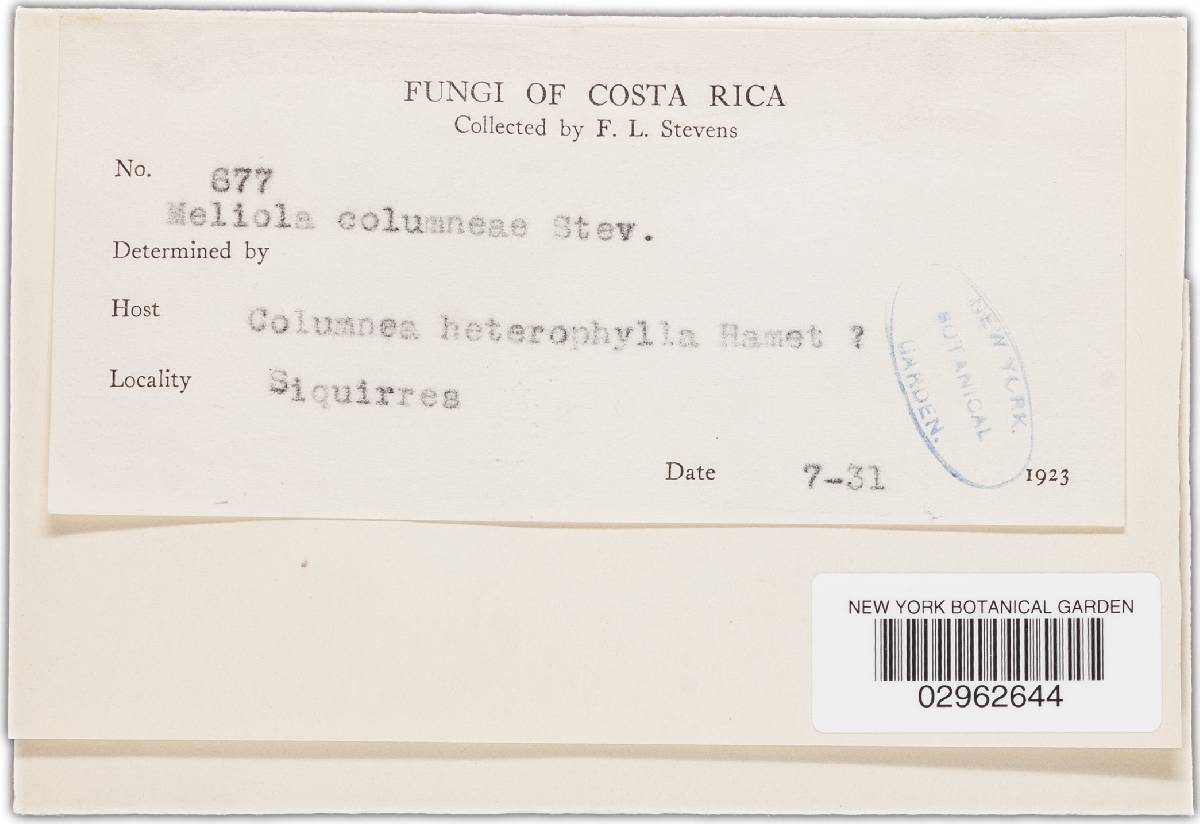 FUNGI OF COSTA RICA
Collected by F. L. Stevens
No. 677
Meliola columneae Stev.
Determined by
Host Columnea heterophylla Hamet ?
Locality Siquirres
Date 7-31 1923
NEW YORK.
BOTANICAL
GARDEN.
NEW YORK BOTANICAL GARDEN
02962644